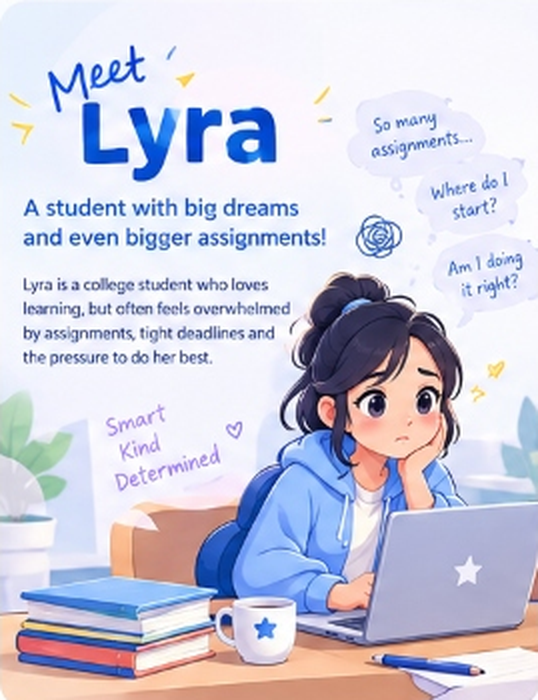 Meet
Lyra
A student with big dreams
and even bigger assignments!
Lyra is a college student who loves
learning, but often feels overwhelmed
by assignments, tight deadlines and
the pressure to do her best.
Smart
Kind
Determined
So many
assignments...
Where do I
start?
Am I doing
it right?